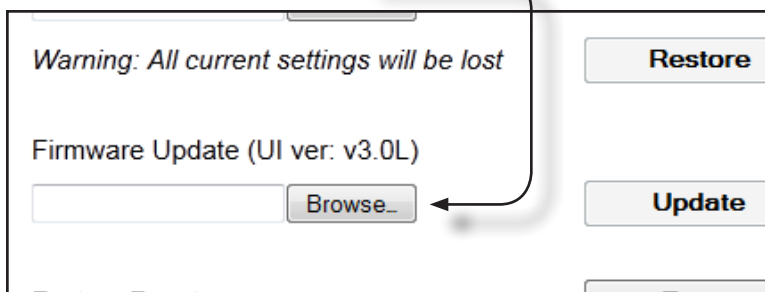 Warning: All current settings will be lost
Restore
Firmware Update (UI ver: v3.0L)
Browse...
Update